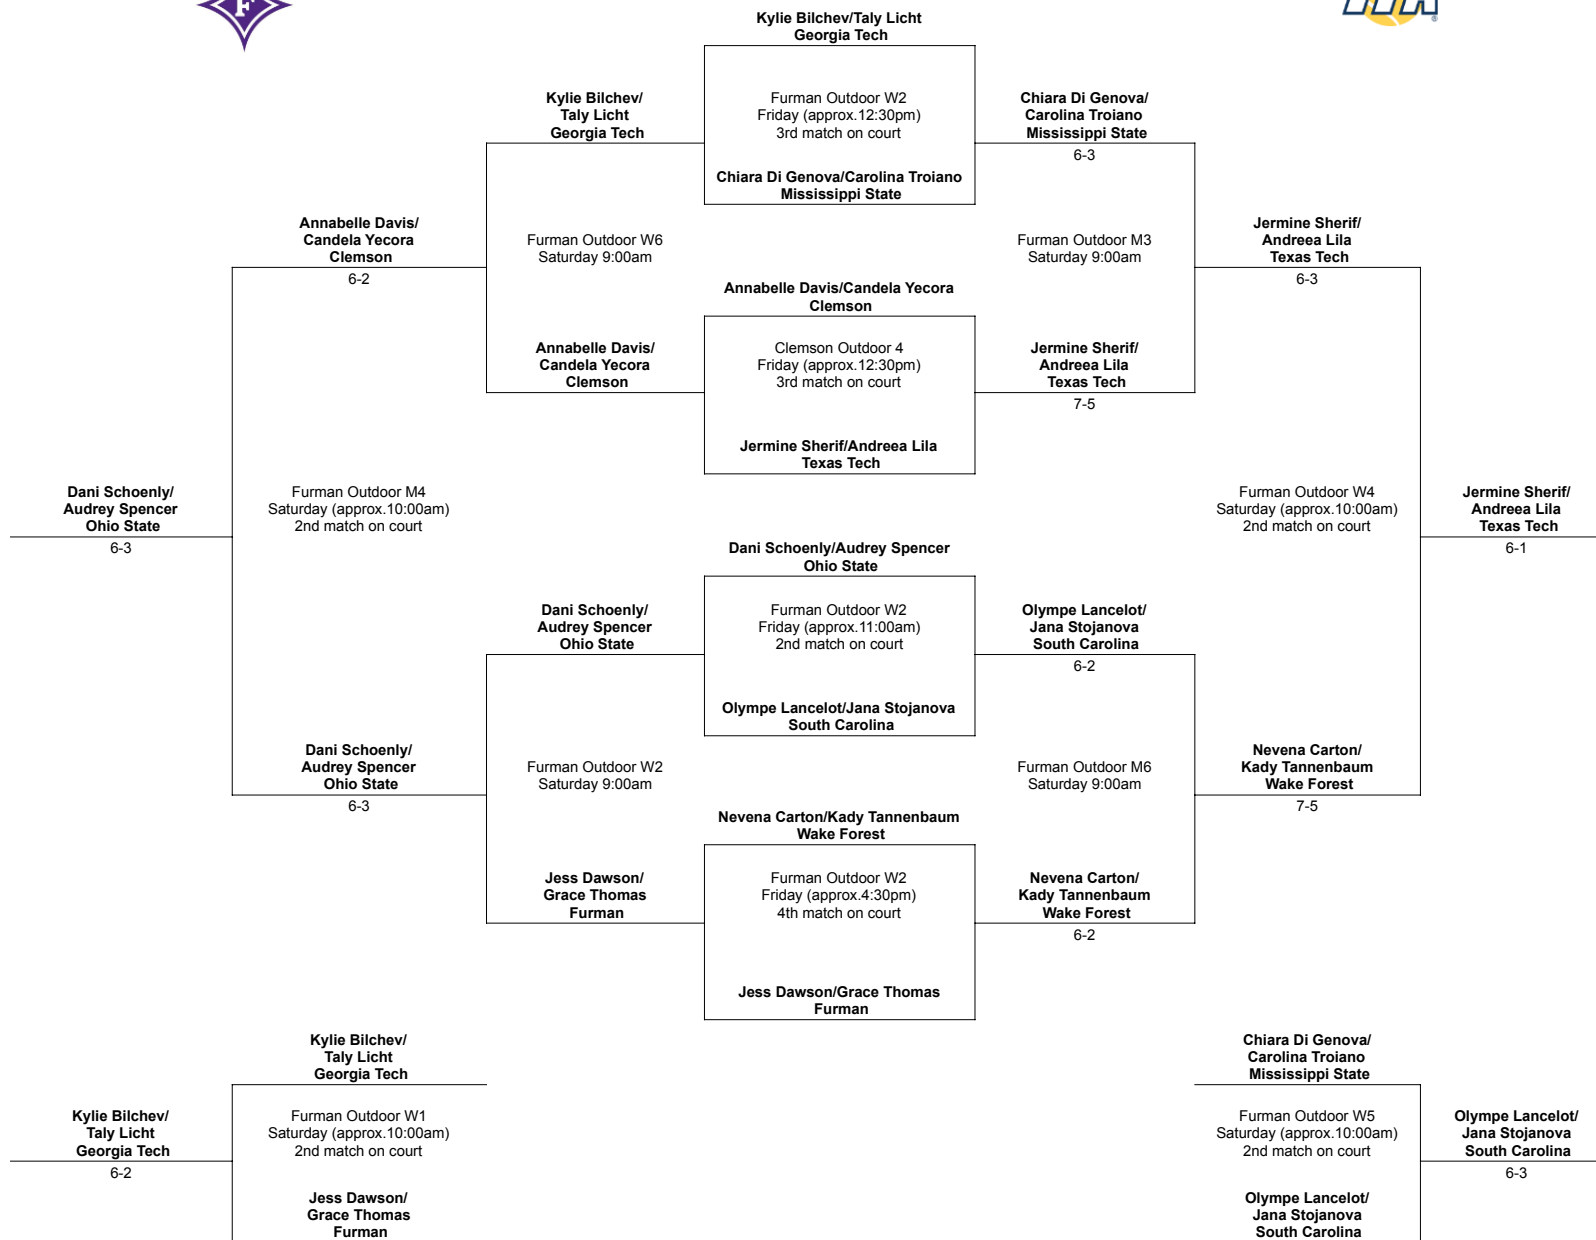 F
ITA
®
Kylie Bilchev/Taly Licht
Georgia Tech
Kylie Bilchev/
Taly Licht
Georgia Tech
Furman Outdoor W2
Friday (approx.12:30pm)
3rd match on court
Chiara Di Genova/
Carolina Troiano
Mississippi State
6-3
Chiara Di Genova/Carolina Troiano
Mississippi State
Annabelle Davis/
Candela Yecora
Clemson
6-2
Furman Outdoor W6
Saturday 9:00am
Furman Outdoor M3
Saturday 9:00am
Jermine Sherif/
Andreea Lila
Texas Tech
6-3
Annabelle Davis/Candela Yecora
Clemson
Annabelle Davis/
Candela Yecora
Clemson
Clemson Outdoor 4
Friday (approx.12:30pm)
3rd match on court
Jermine Sherif/
Andreea Lila
Texas Tech
7-5
Jermine Sherif/Andreea Lila
Texas Tech
Dani Schoenly/
Audrey Spencer
Ohio State
6-3
Furman Outdoor M4
Saturday (approx.10:00am)
2nd match on court
Furman Outdoor W4
Saturday (approx.10:00am)
2nd match on court
Jermine Sherif/
Andreea Lila
Texas Tech
6-1
Dani Schoenly/Audrey Spencer
Ohio State
Dani Schoenly/
Audrey Spencer
Ohio State
Furman Outdoor W2
Friday (approx.11:00am)
2nd match on court
Olympe Lancelot/
Jana Stojanova
South Carolina
6-2
Olympe Lancelot/Jana Stojanova
South Carolina
Dani Schoenly/
Audrey Spencer
Ohio State
6-3
Furman Outdoor W2
Saturday 9:00am
Furman Outdoor M6
Saturday 9:00am
Nevena Carton/
Kady Tannenbaum
Wake Forest
7-5
Nevena Carton/Kady Tannenbaum
Wake Forest
Jess Dawson/
Grace Thomas
Furman
Furman Outdoor W2
Friday (approx.4:30pm)
4th match on court
Nevena Carton/
Kady Tannenbaum
Wake Forest
6-2
Jess Dawson/Grace Thomas
Furman
Kylie Bilchev/
Taly Licht
Georgia Tech
Chiara Di Genova/
Carolina Troiano
Mississippi State
Kylie Bilchev/
Taly Licht
Georgia Tech
6-2
Furman Outdoor W1
Saturday (approx.10:00am)
2nd match on court
Furman Outdoor W5
Saturday (approx.10:00am)
2nd match on court
Olympe Lancelot/
Jana Stojanova
South Carolina
6-3
Jess Dawson/
Grace Thomas
Furman
Olympe Lancelot/
Jana Stojanova
South Carolina